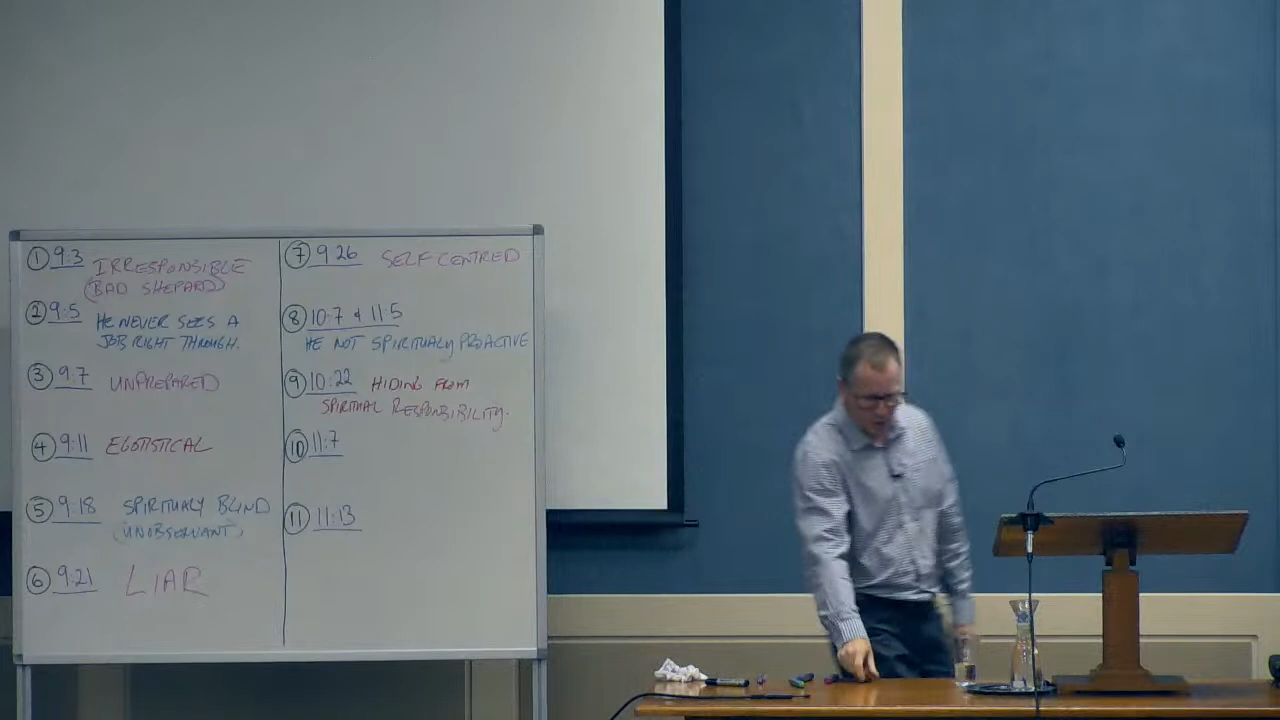 ① 9:3 IRRESPONSIBLE
(BAD SHEPARD)
② 9:5 HE NEVER SEES A
JOB RIGHT THROUGH.
③ 9:7 UNPREPARED
④ 9:11 EGOTISTICAL
⑤ 9:18 SPIRITUALY BLIND
(UNOBSERVANT)
⑥ 9:21 LIAR
⑦ 9:26 SELF CENTRED
⑧ 10:7 & 11:5
HE NOT SPIRITUALY PROACTIVE
⑨ 10:22 HIDING FROM
SPIRITUAL RESPONSIBILITY.
⑩ 11:7
⑪ 11:13